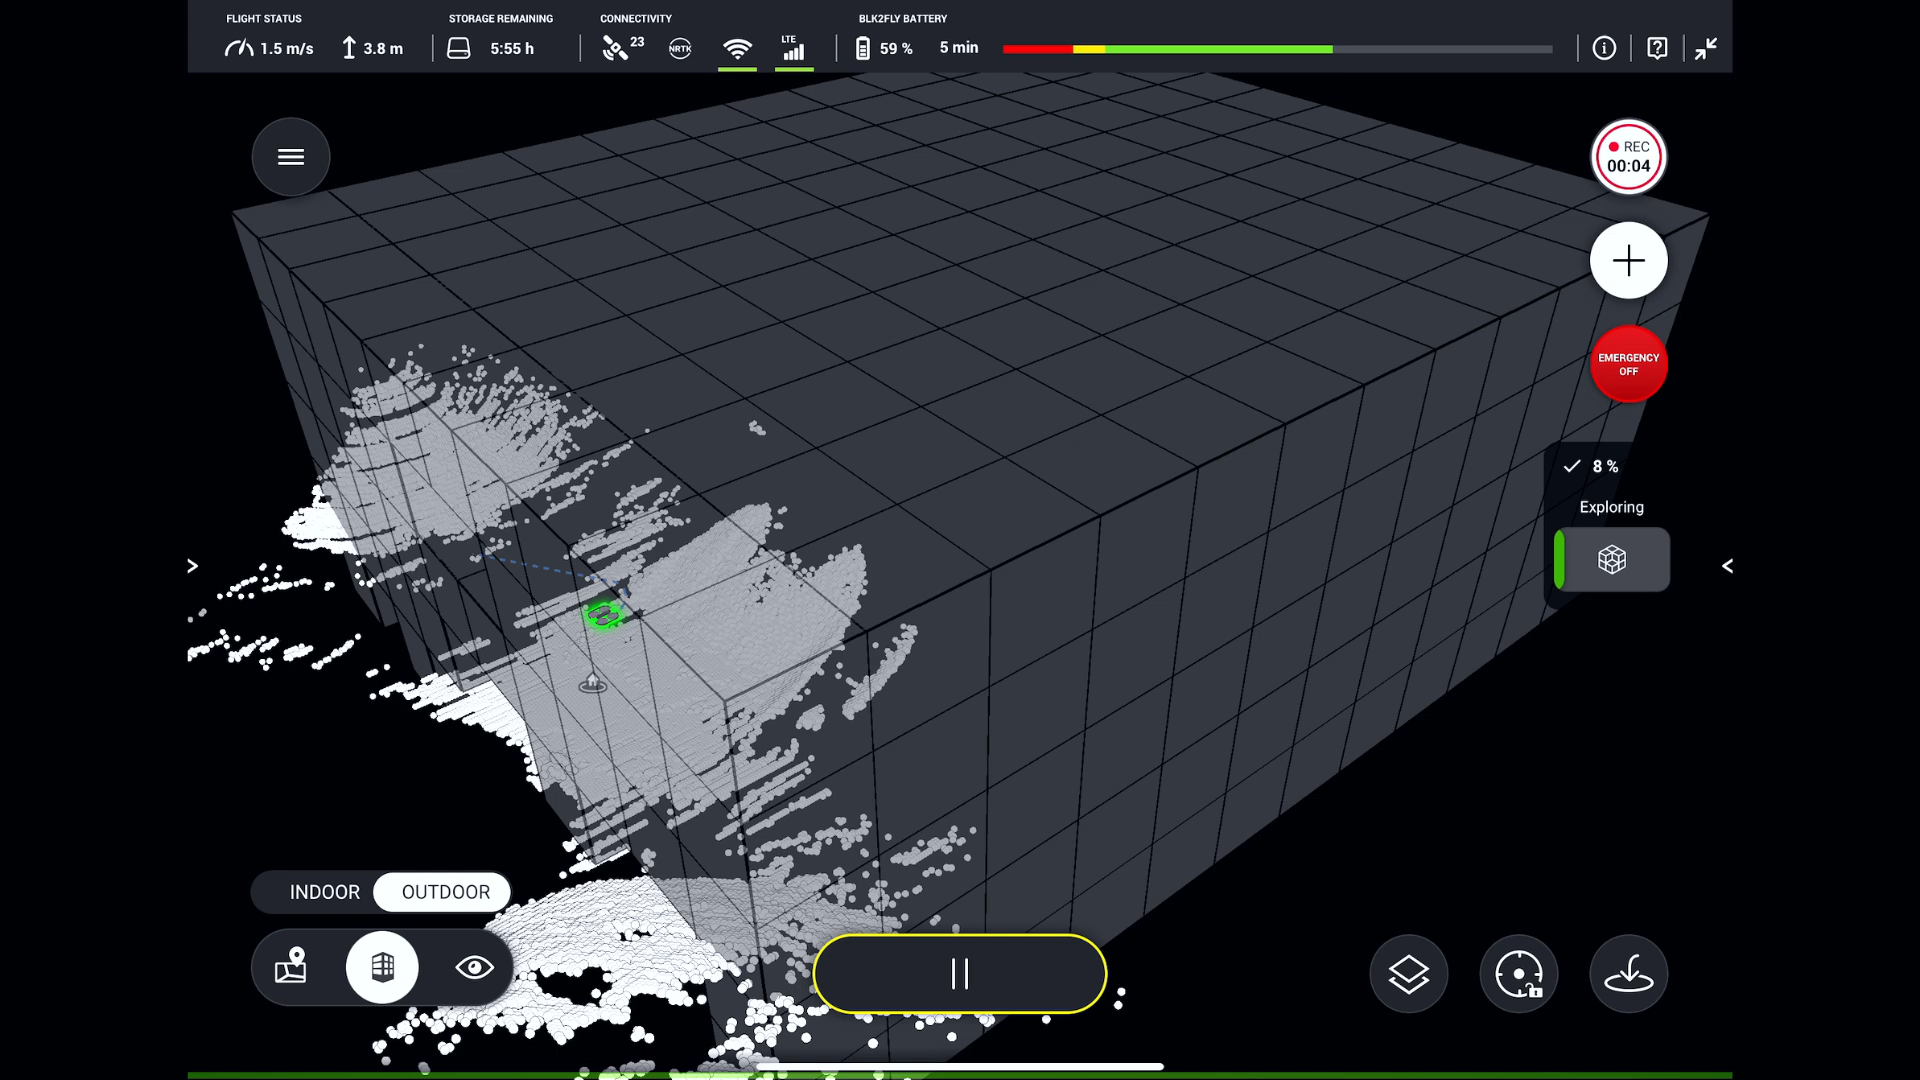 FLIGHT STATUS
1.5 m/s
3.8 m
STORAGE REMAINING
5:55 h
CONNECTIVITY
23
NRTK
LTE
BLK2FLY BATTERY
59 %
5 min
REC
00:04
EMERGENCY
OFF
8 %
Exploring
INDOOR
OUTDOOR